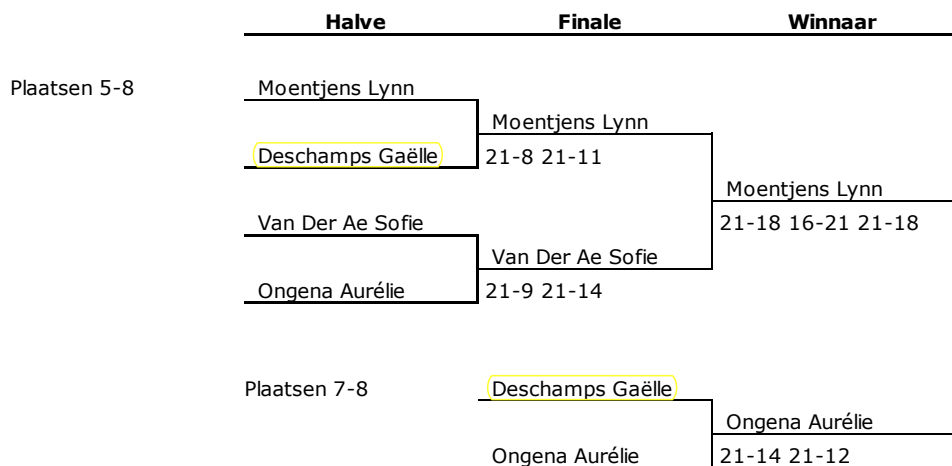 Halve Finale Winnaar
Plaatsen 5-8 Moentjens Lynn
Moentjens Lynn
Deschamps Gaëlle 21-8 21-11
Moentjens Lynn
Van Der Ae Sofie 21-18 16-21 21-18
Van Der Ae Sofie
Ongena Aurélie 21-9 21-14
Plaatsen 7-8 Deschamps Gaëlle
Ongena Aurélie
Ongena Aurélie 21-14 21-12